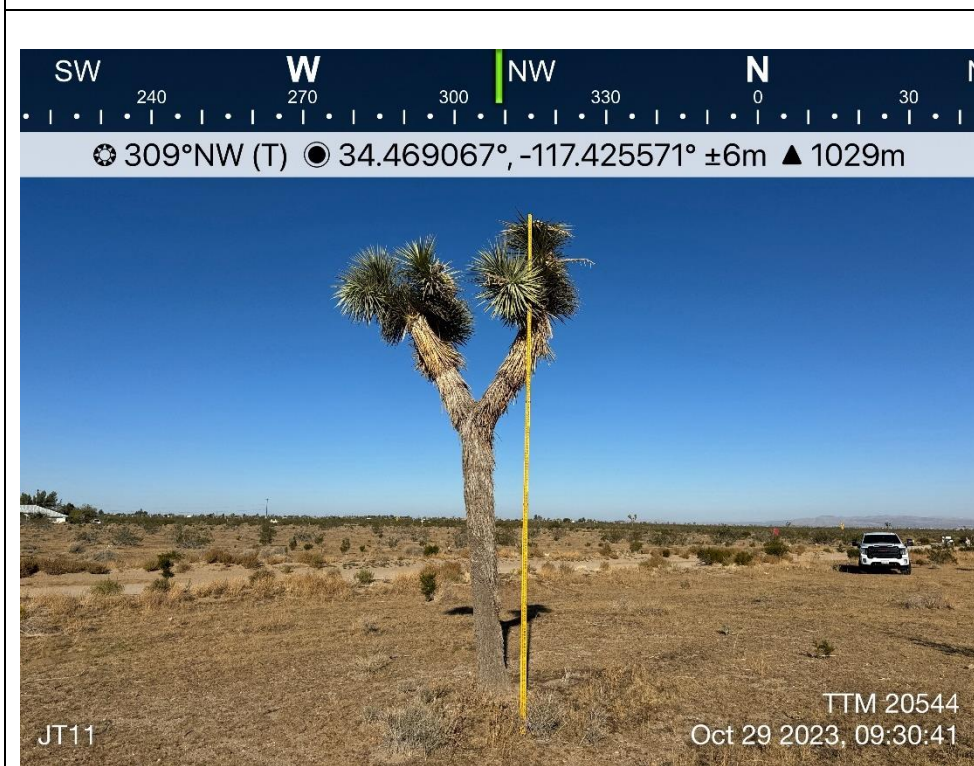 SW W NW N
240 270 300 330 0 30
309°NW (T) 34.469067°, -117.425571° ±6m ▲ 1029m
TTM 20544
JT11 Oct 29 2023, 09:30:41